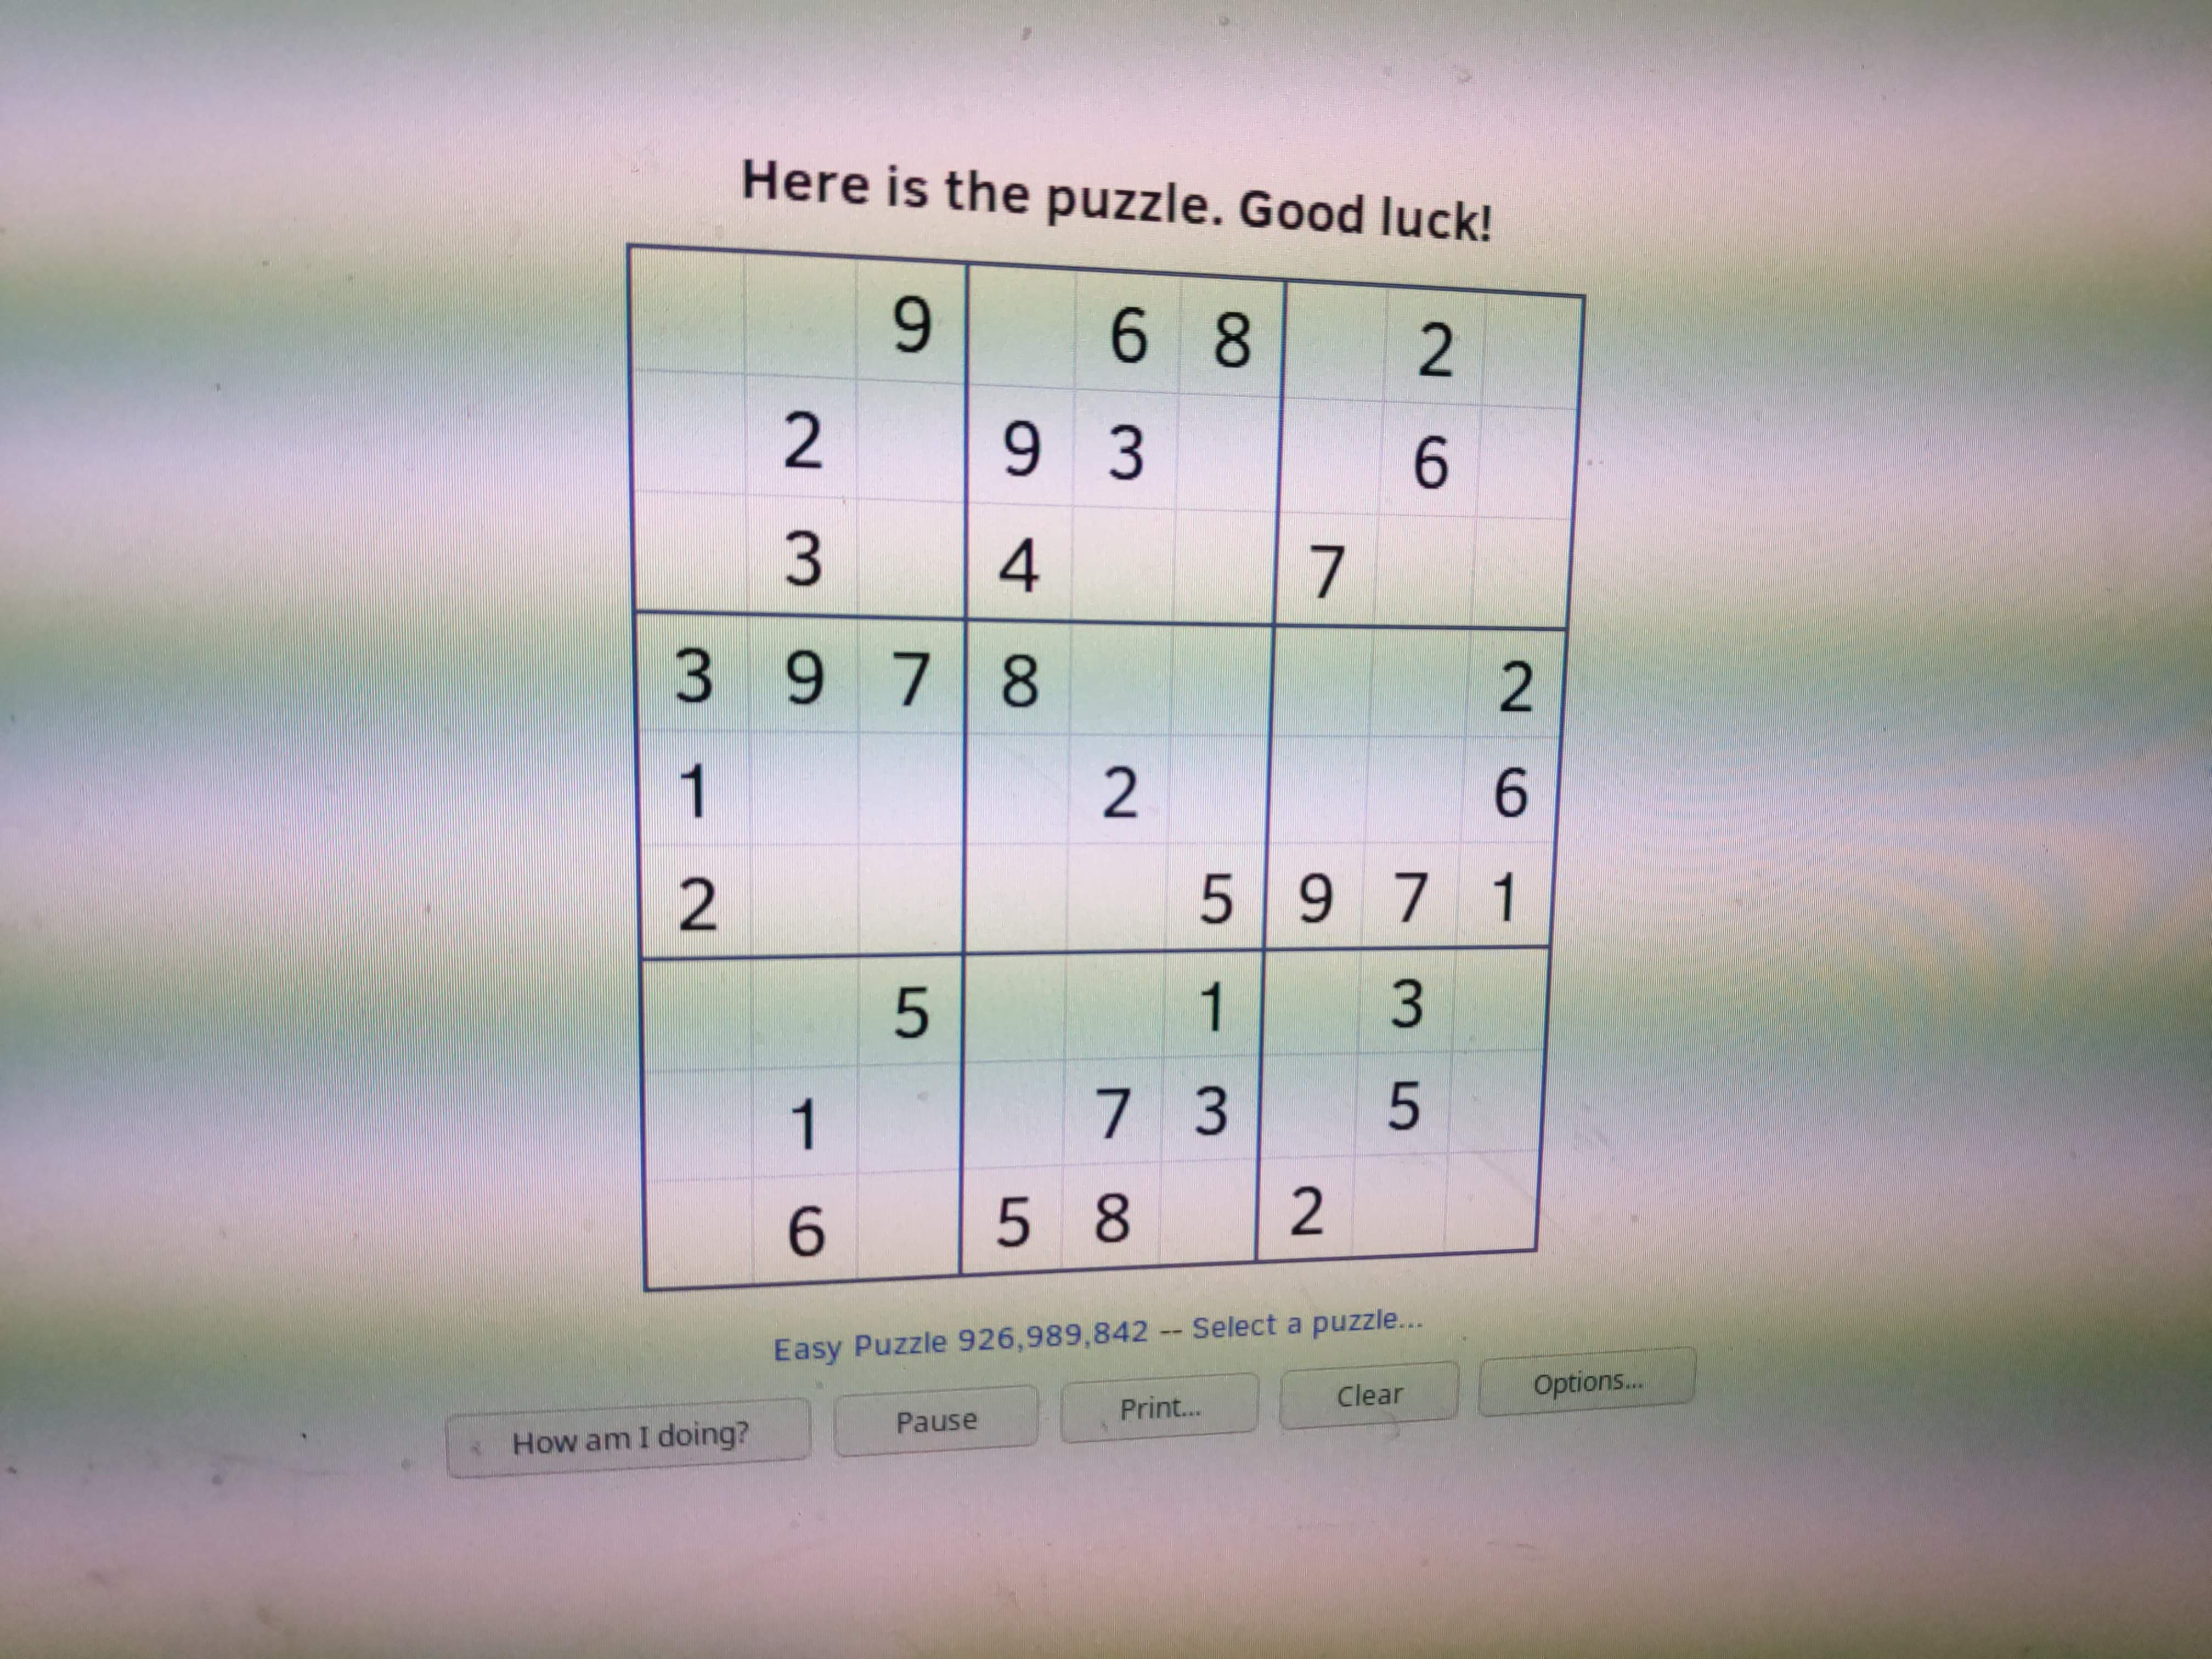 Here is the puzzle. Good luck!
9 6 8 2
2 9 3 6
3 4 7
3 9 7 8 2
1 2 6
2 5 9 7 1
5 1 3
1 7 3 5
6 5 8 2
Easy Puzzle 926,989,842 -- Select a puzzle...
How am I doing? Pause Print... Clear Options...